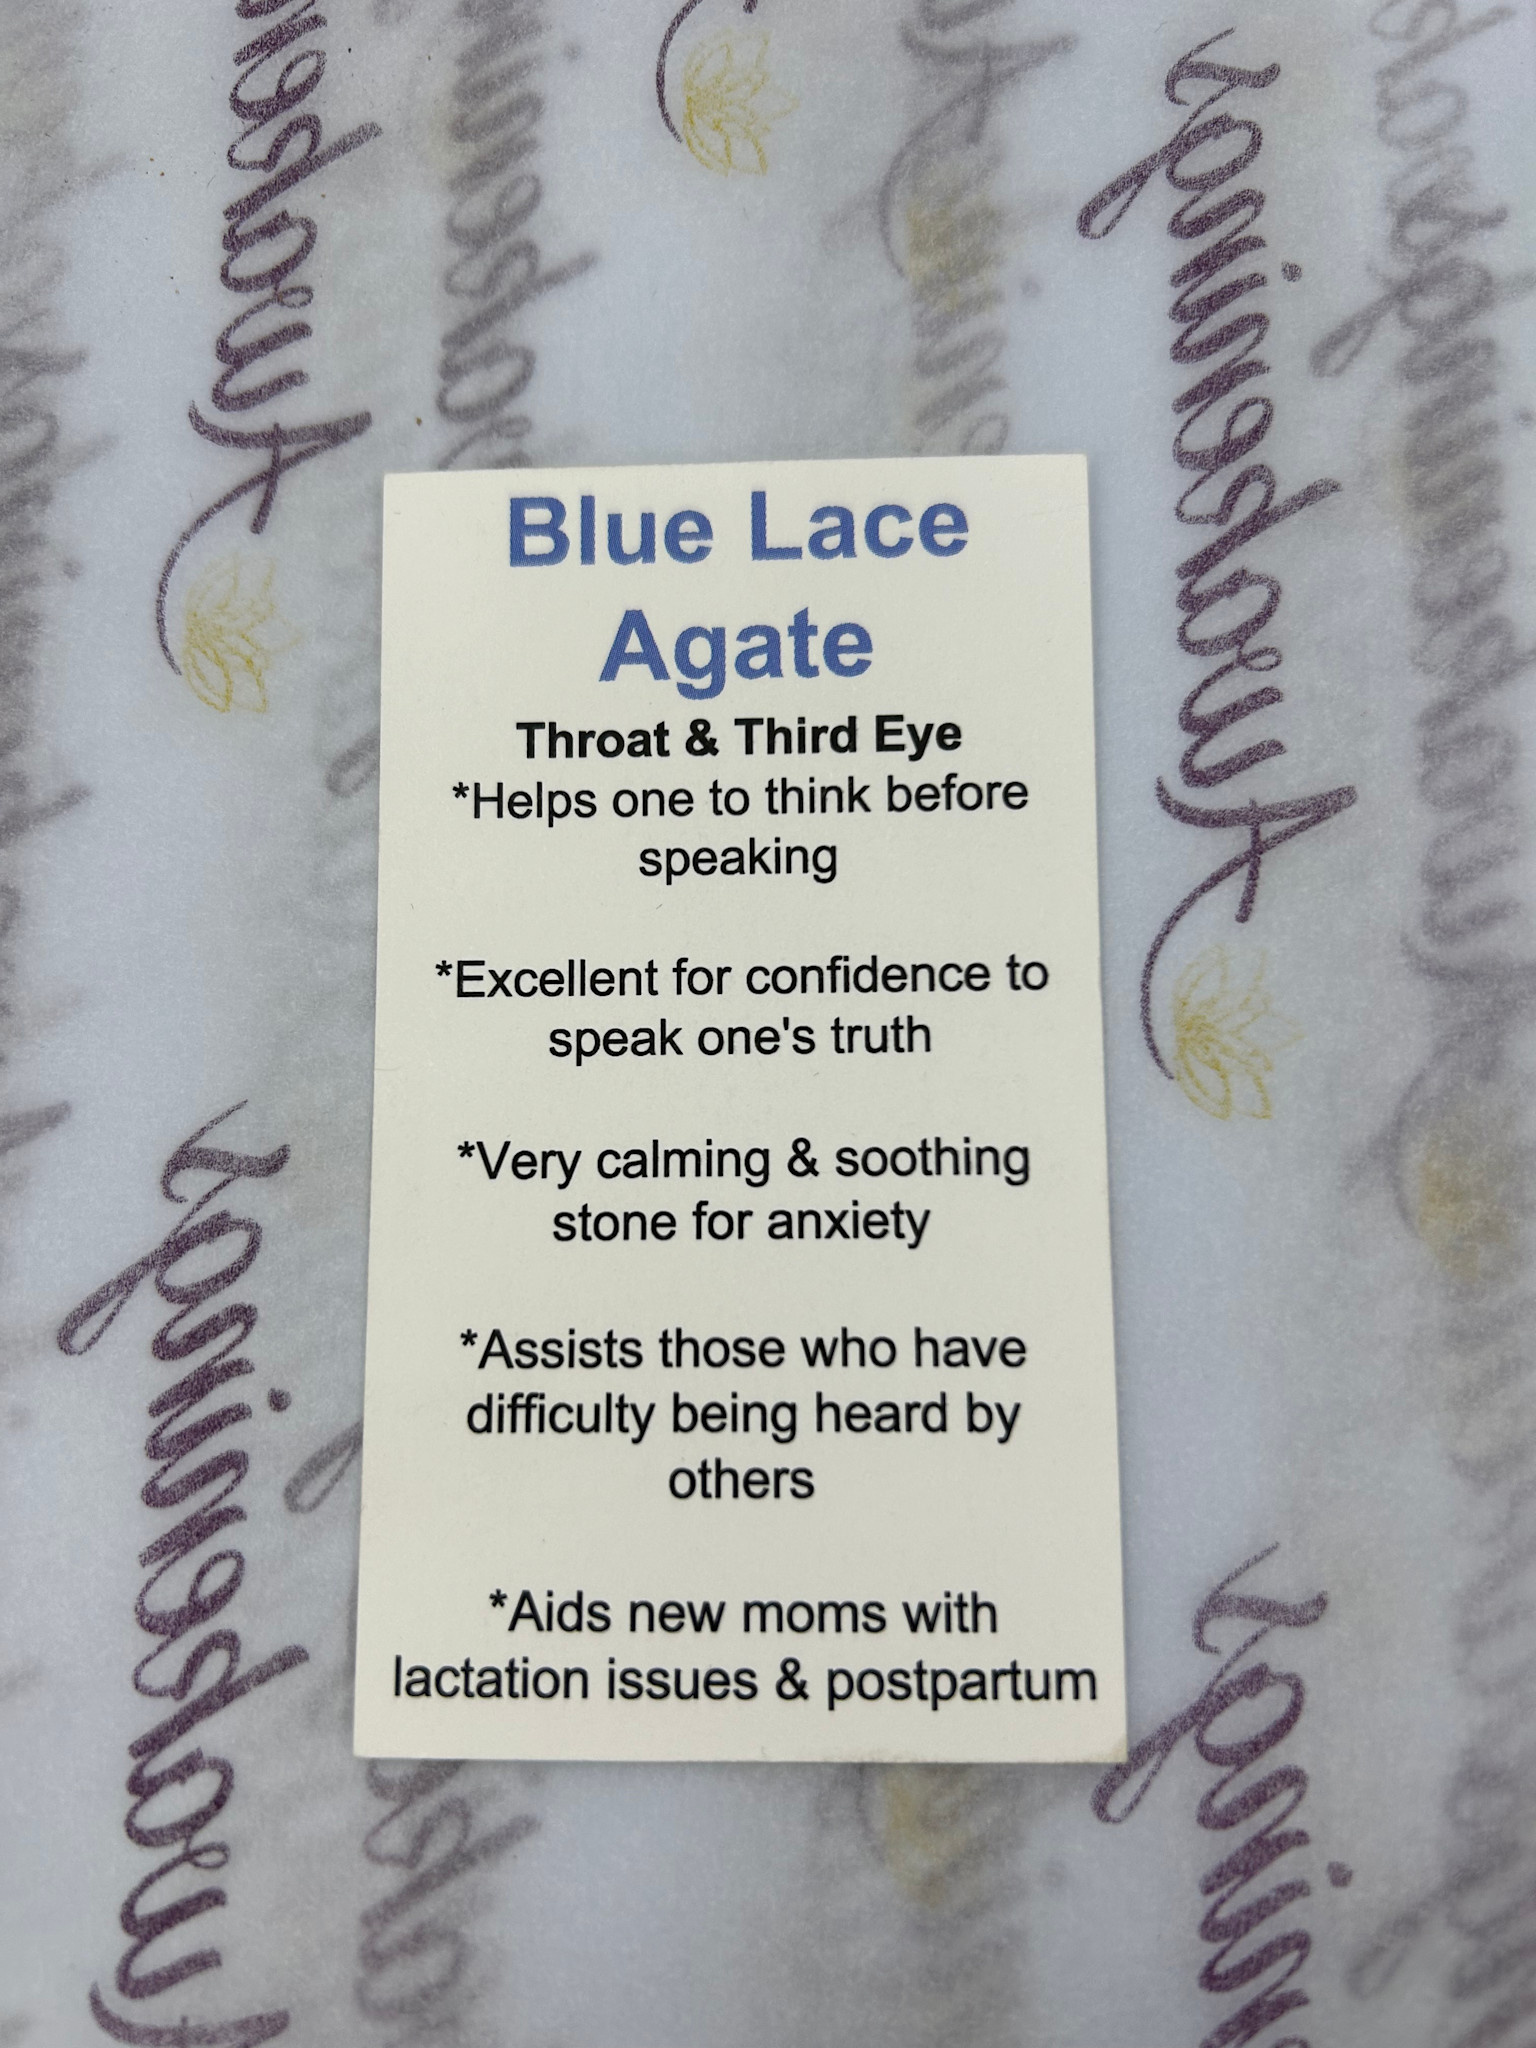 Blue Lace
Agate
Throat & Third Eye
*Helps one to think before
speaking
*Excellent for confidence to
speak one's truth
*Very calming & soothing
stone for anxiety
*Assists those who have
difficulty being heard by
others
*Aids new moms with
lactation issues & postpartum